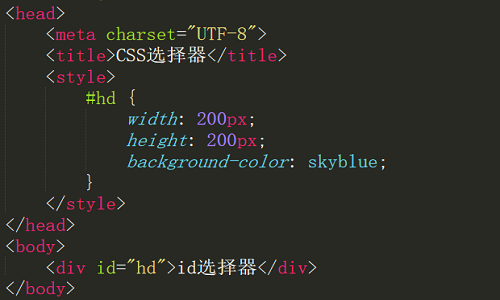 <head>
    <meta charset="UTF-8">
    <title>CSS选择器</title>
    <style>
        #hd {
            width: 200px;
            height: 200px;
            background-color: skyblue;
        }
    </style>
</head>
<body>
    <div id="hd">id选择器</div>
</body>